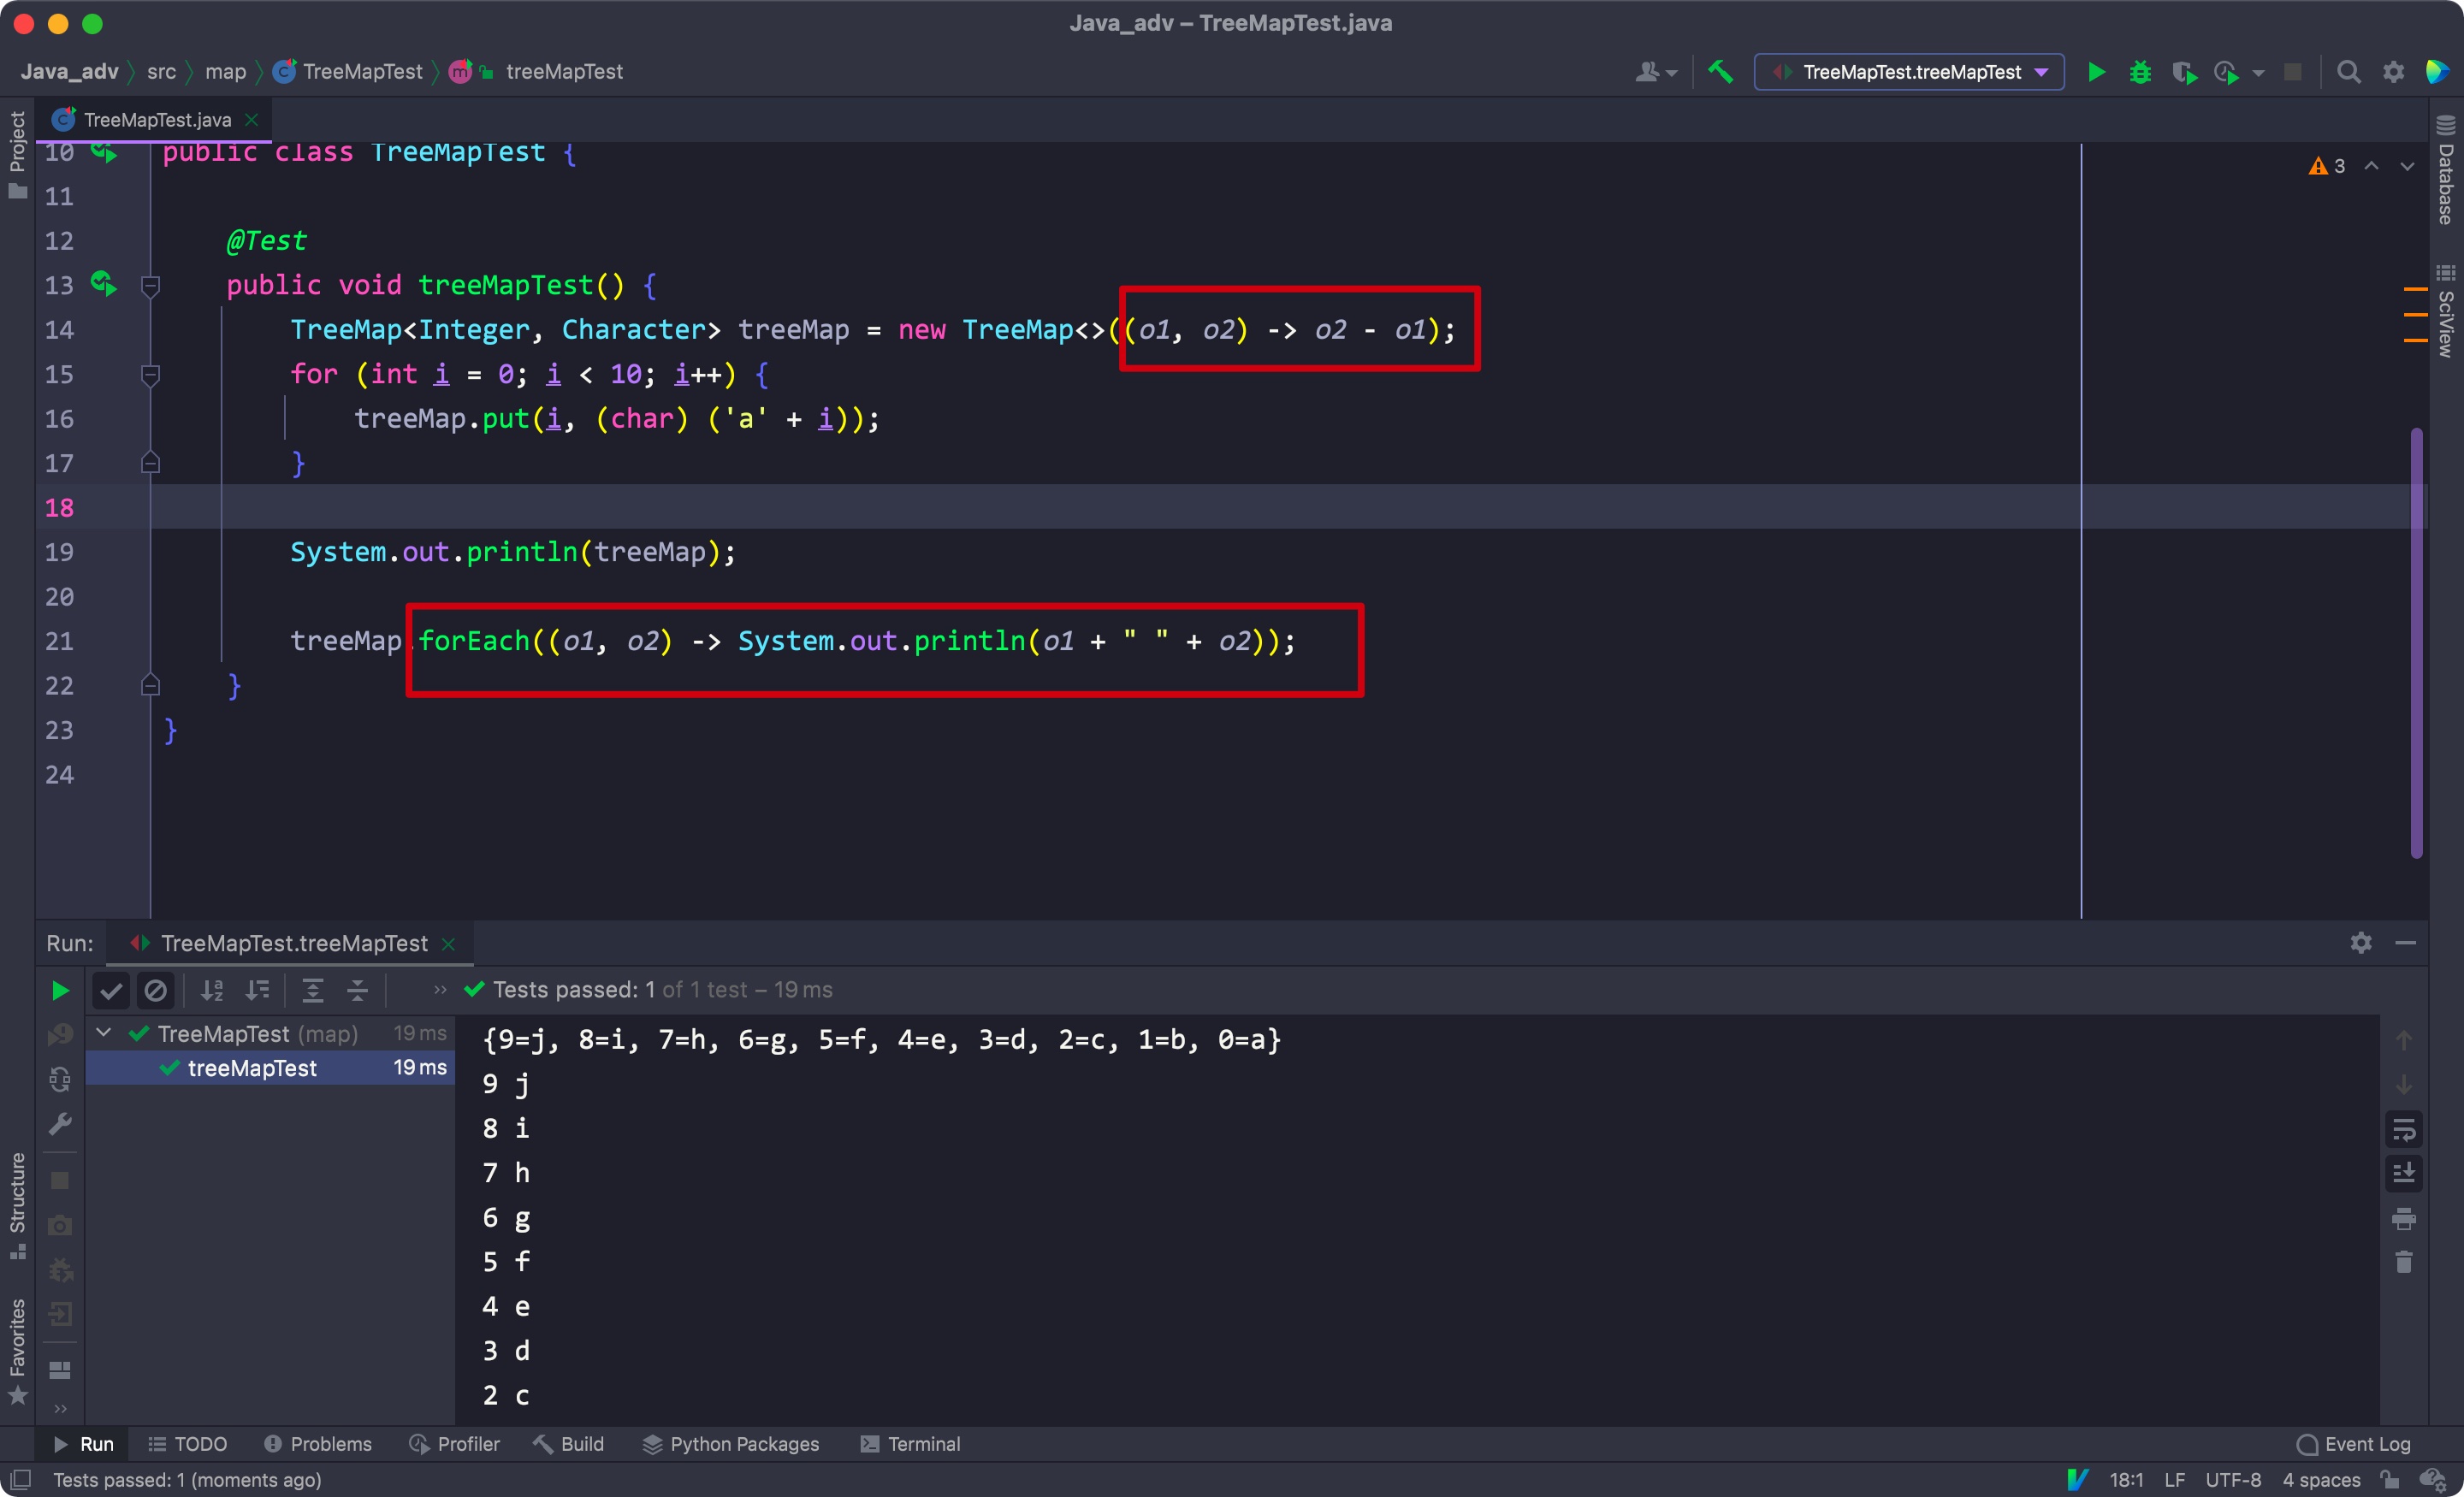 Java_adv – TreeMapTest.java
Java_adv src map TreeMapTest treeMapTest TreeMapTest.treeMapTest
Project
TreeMapTest.java
3
Database
SciView
10 public class TreeMapTest {
11
12 @Test
13 public void treeMapTest() {
14 TreeMap<Integer, Character> treeMap = new TreeMap<>((o1, o2) -> o2 - o1);
15 for (int i = 0; i < 10; i++) {
16 treeMap.put(i, (char) ('a' + i));
17 }
18
19 System.out.println(treeMap);
20
21 treeMap.forEach((o1, o2) -> System.out.println(o1 + " " + o2));
22 }
23 }
24
Run: TreeMapTest.treeMapTest
Tests passed: 1 of 1 test – 19 ms
TreeMapTest (map) 19 ms
treeMapTest 19 ms
{9=j, 8=i, 7=h, 6=g, 5=f, 4=e, 3=d, 2=c, 1=b, 0=a}
9 j
8 i
7 h
6 g
5 f
4 e
3 d
2 c
Structure
Favorites
Run TODO Problems Profiler Build Python Packages Terminal Event Log
Tests passed: 1 (moments ago) 18:1 LF UTF-8 4 spaces